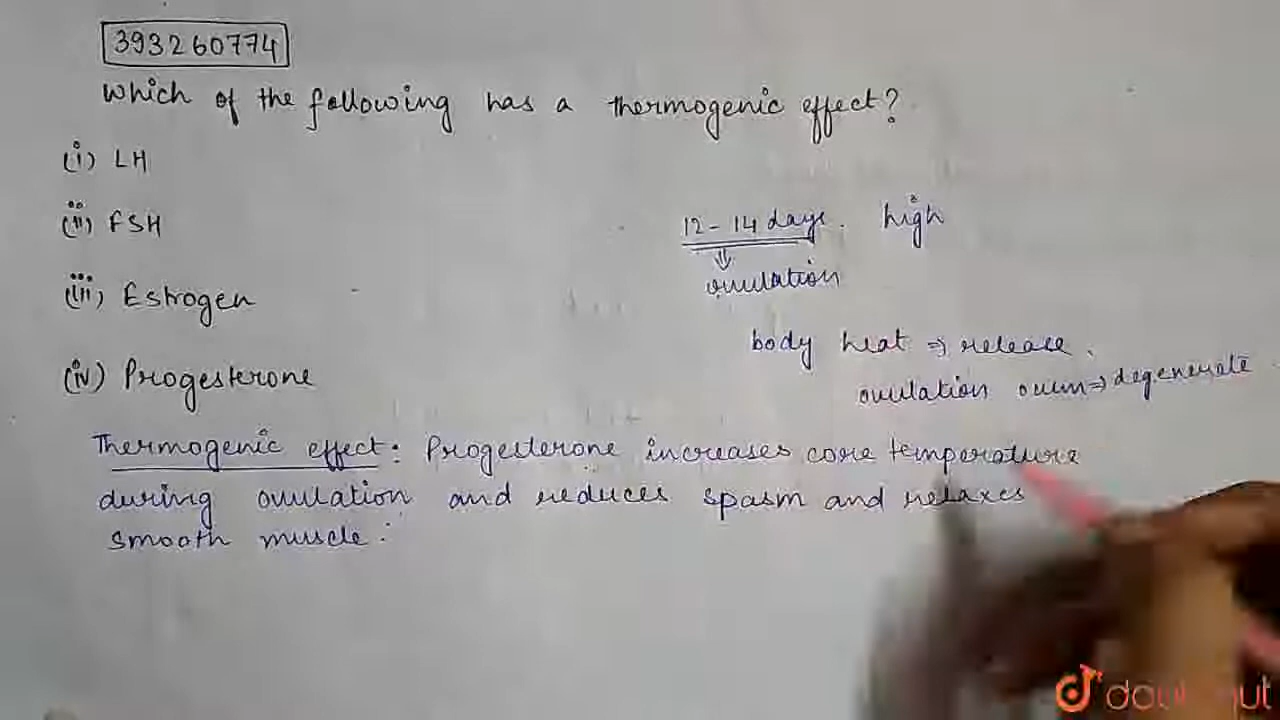 393260774
Which of the following has a thermogenic effect?
(i) LH
(ii) FSH
(iii) Estrogen
(iv) Progesterone
12-14 days. high
⇓
ovulation
body heat ⇒ release.
ovulation ovum ⇒ degenerate
Thermogenic effect: Progesterone increases core temperature
during ovulation and reduces spasm and relaxes
smooth muscle.
doubtnut